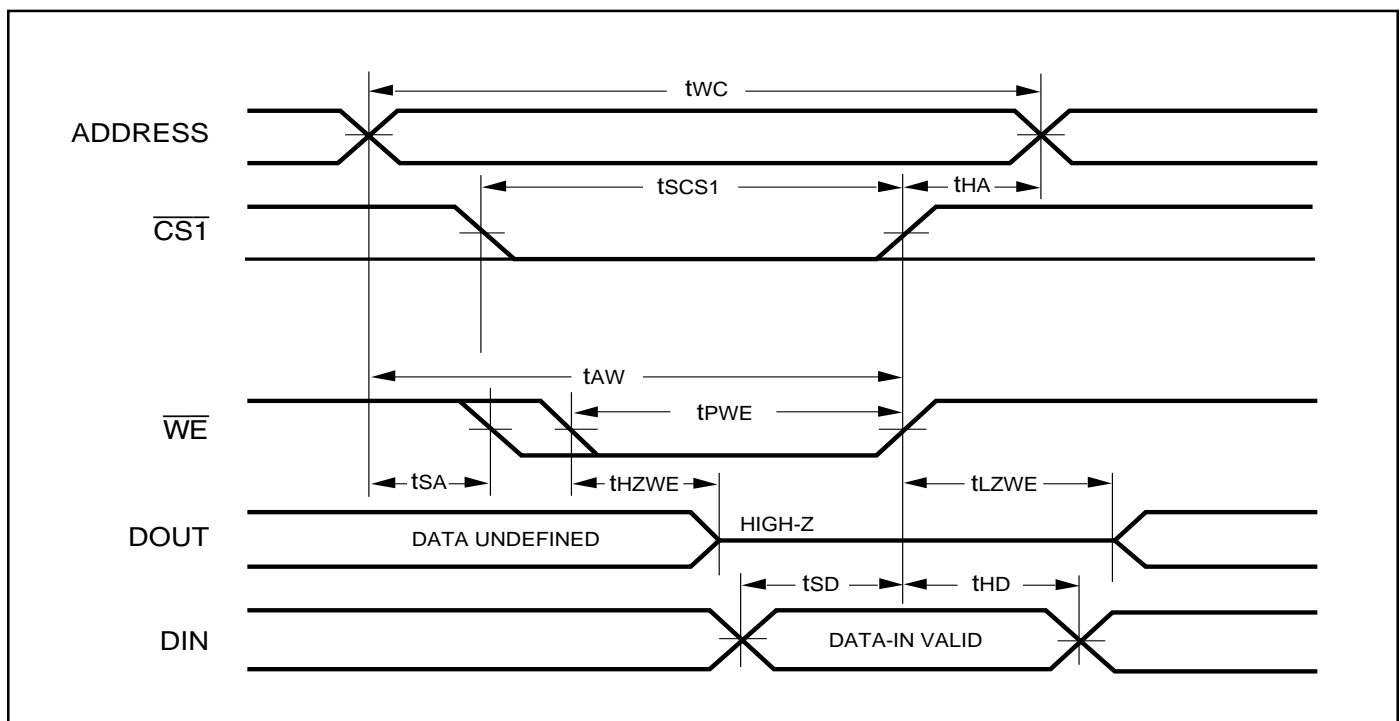 tWC
ADDRESS
tSCS1
tHA
CS1
tAW
tPWE
WE
tSA
tHZWE
tLZWE
DOUT
DATA UNDEFINED
HIGH-Z
tSD
tHD
DIN
DATA-IN VALID